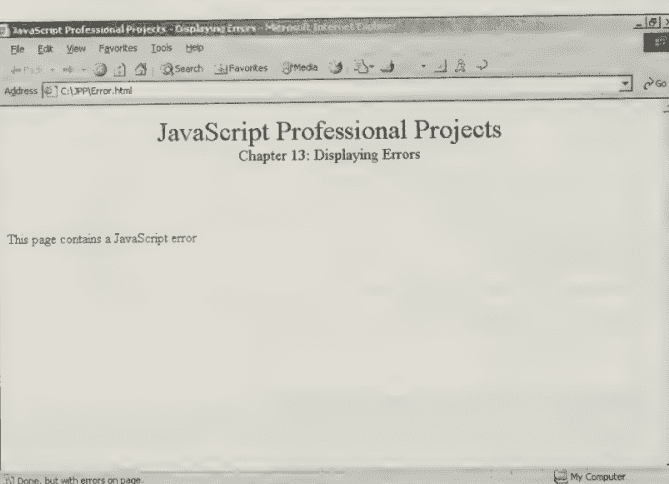 JavaScript Professional Projects - Displaying Errors - Microsoft Internet Explorer
File Edit View Favorites Tools Help
Search Favorites Media
Address C:\JPP\Error.html Go
JavaScript Professional Projects
Chapter 13: Displaying Errors
This page contains a JavaScript error
Done, but with errors on page. My Computer